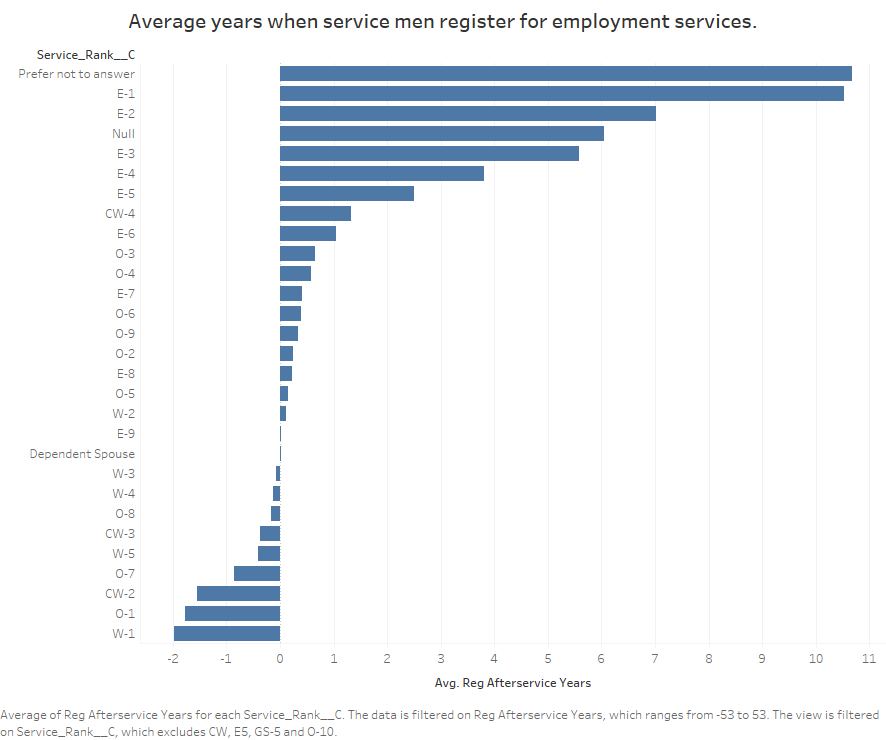 Average years when service men register for employment services.
Service_Rank__C
Prefer not to answer
E-1
E-2
Null
E-3
E-4
E-5
CW-4
E-6
O-3
O-4
E-7
O-6
O-9
O-2
E-8
O-5
W-2
E-9
Dependent Spouse
W-3
W-4
O-8
CW-3
W-5
O-7
CW-2
O-1
W-1
-2 -1 0 1 2 3 4 5 6 7 8 9 10 11
Avg. Reg Afterservice Years
Average of Reg Afterservice Years for each Service_Rank__C. The data is filtered on Reg Afterservice Years, which ranges from -53 to 53. The view is filtered
on Service_Rank__C, which excludes CW, E5, GS-5 and O-10.